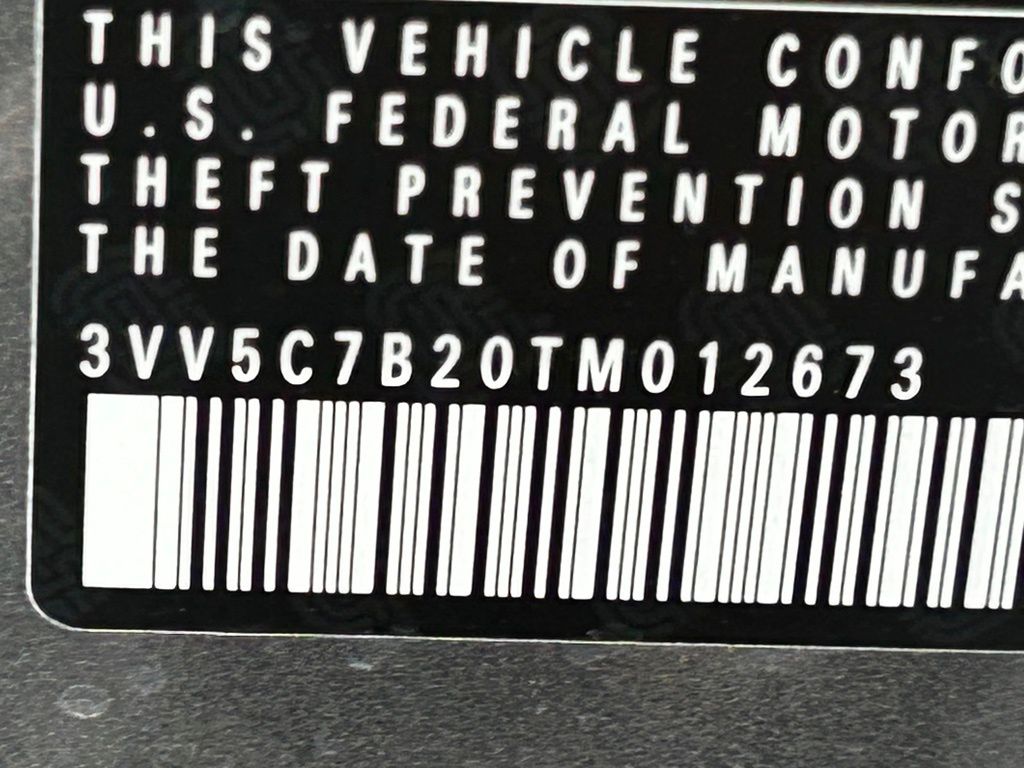 THIS VEHICLE CONFO
U.S. FEDERAL MOTOR
THEFT PREVENTION S
THE DATE OF MANUFA
3VV5C7B20TM012673